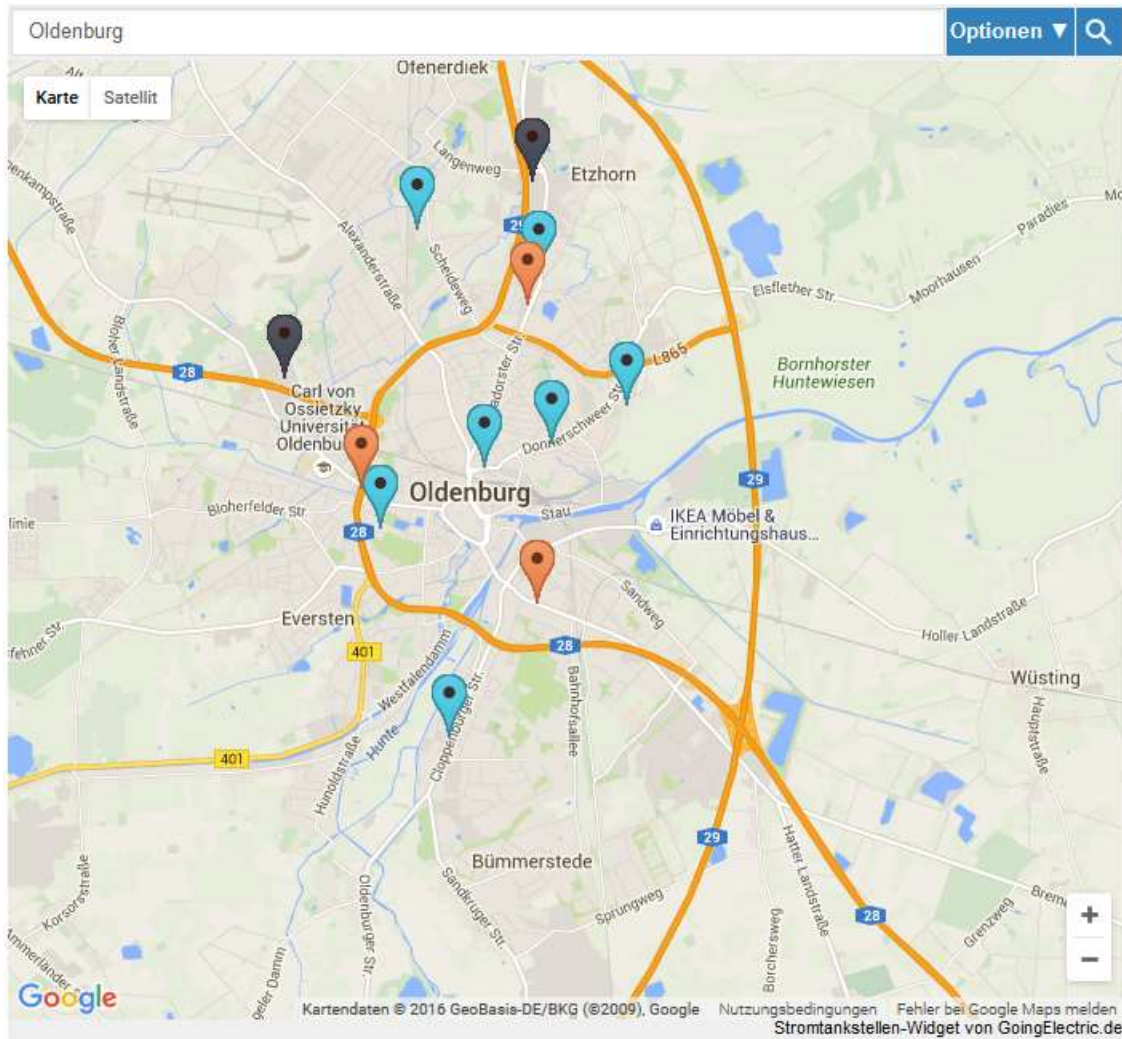 Oldenburg
Optionen ▼
Karte
Satellit
Ofenerdiek
Langenweg
Etzhorn
29
Scheideweg
Alexanderstraße
Paradies
Moorhausen
Elsflether Str.
Bloher Landstraße
28
L865
Bornhorster
Huntewiesen
Carl von
Ossietzky
Universität
Donnerschweer Str.
Oldenburg
29
Bloherfelder Str.
Stau
IKEA Möbel &
Einrichtungshaus...
28
Sandweg
Eversten
Holler Landstraße
401
28
Westfalendamm
Wüsting
Cloppenburger Str.
Bahnhofsallee
Hauptstraße
Hunte
401
Hunoldstraße
29
Hatter Landstraße
Bümmerstede
Korsorsstraße
Oldenburger Str.
Sandkruger Str.
Sprungweg
28
Grenzweg
Borchersweg
+
−
Google
Kartendaten © 2016 GeoBasis-DE/BKG (©2009), Google
Nutzungsbedingungen
Fehler bei Google Maps melden
Stromtankstellen-Widget von GoingElectric.de